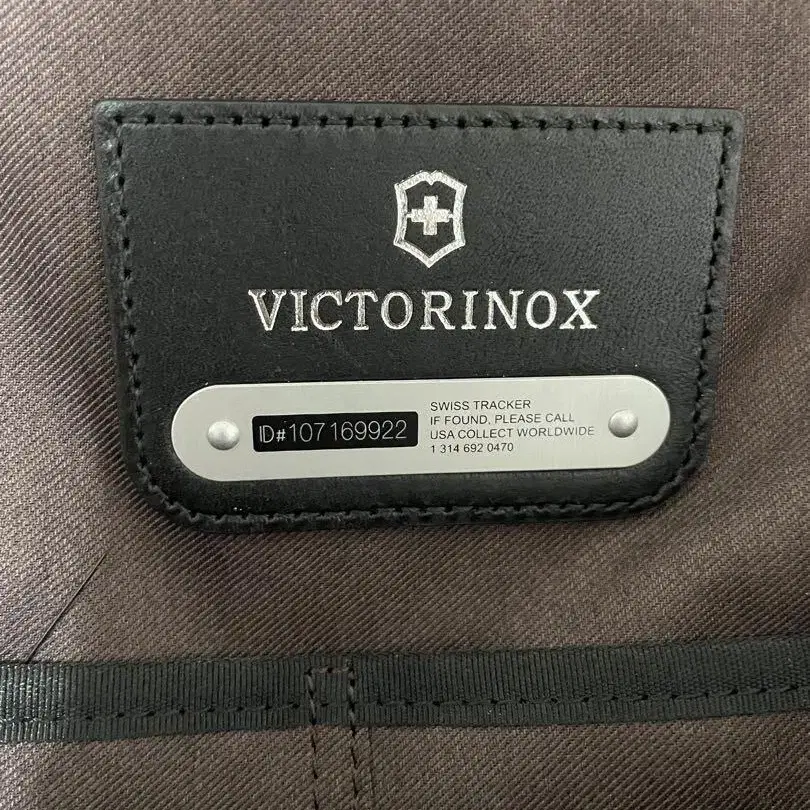 VICTORINOX
ID#107169922
SWISS TRACKER
IF FOUND, PLEASE CALL
USA COLLECT WORLDWIDE
1 314 692 0470